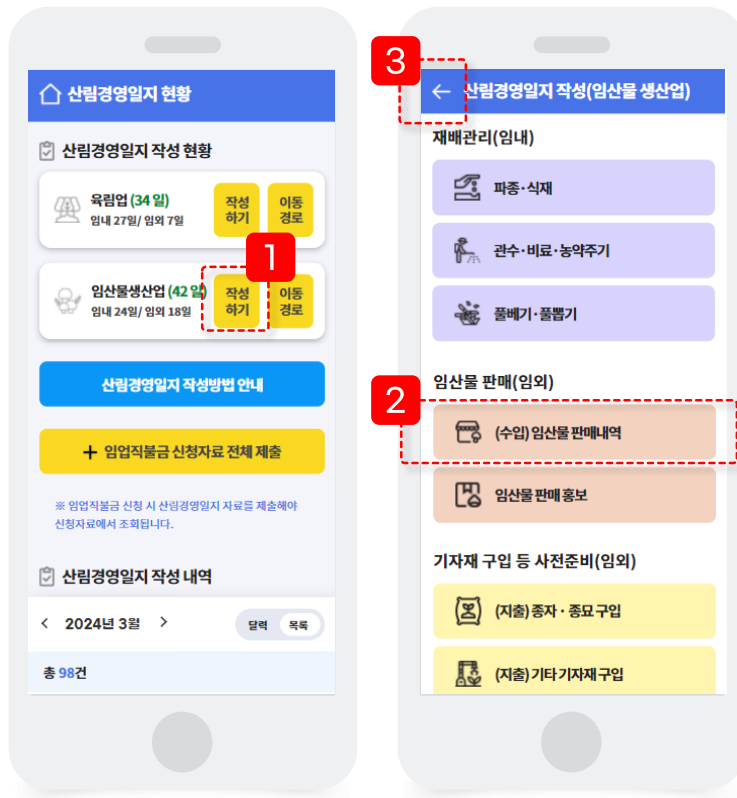 산림경영일지 현황
산림경영일지 작성 현황
육림업 (34 일)
임내 27일/ 임외 7일
작성
하기
이동
경로
1
임산물생산업 (42 일)
임내 24일/ 임외 18일
작성
하기
이동
경로
산림경영일지 작성방법 안내
+ 임업직불금 신청자료 전체 제출
※ 임업직불금 신청 시 산림경영일지 자료를 제출해야
신청자료에서 조회됩니다.
산림경영일지 작성 내역
< 2024년 3월 >
달력 목록
총 98건
3
← 산림경영일지 작성(임산물 생산업)
재배관리(임내)
파종·식재
관수·비료·농약주기
풀베기·풀뽑기
임산물 판매(임외)
2
(수입) 임산물 판매내역
임산물 판매 홍보
기자재 구입 등 사전준비(임외)
(지출) 종자·종묘 구입
(지출) 기타 기자재 구입